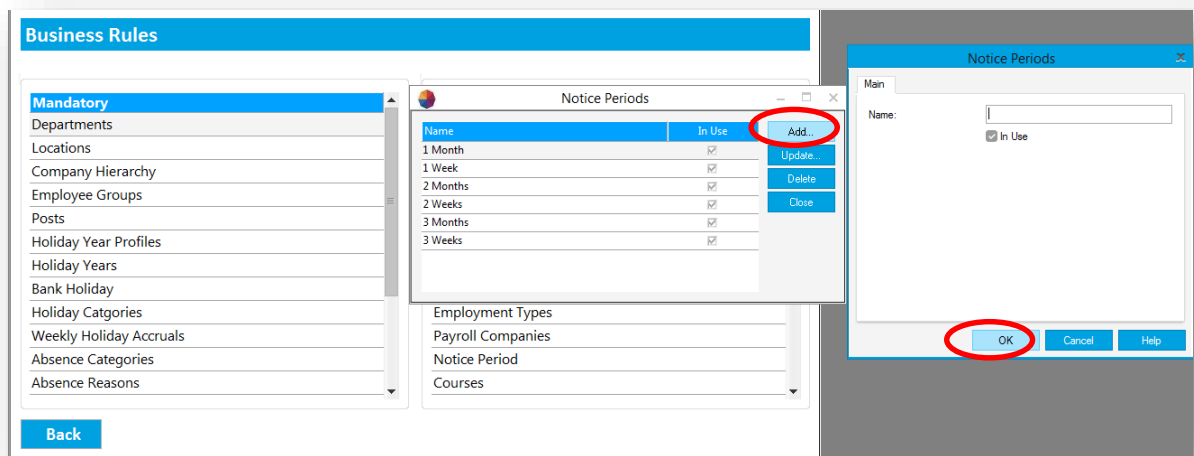 Business Rules
Mandatory
Departments
Locations
Company Hierarchy
Employee Groups
Posts
Holiday Year Profiles
Holiday Years
Bank Holiday
Holiday Catgories
Weekly Holiday Accruals
Absence Categories
Absence Reasons
Back
Notice Periods
Name In Use Add...
1 Month Update...
1 Week
2 Months Delete
2 Weeks Close
3 Months
3 Weeks
Employment Types
Payroll Companies
Notice Period
Courses
Notice Periods
Main
Name:
In Use
OK Cancel Help